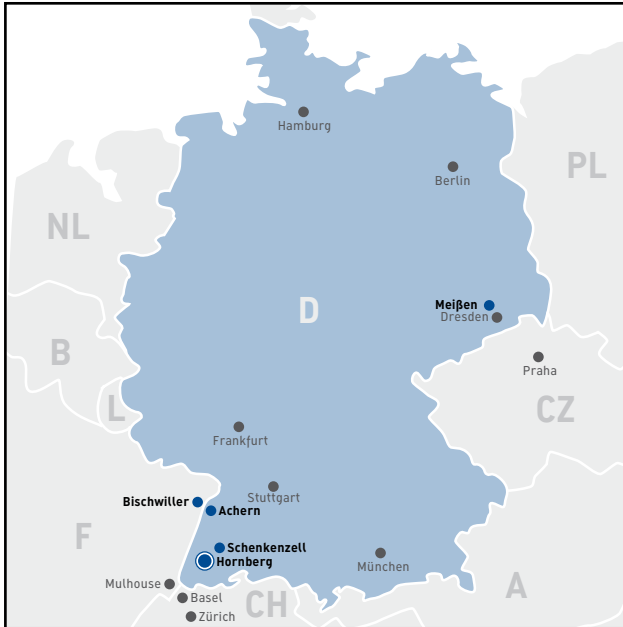 Hamburg
PL
Berlin
NL
Meißen
D
Dresden
B
Praha
L
CZ
Frankfurt
Stuttgart
Bischwiller
Achern
F
Schenkenzell
Hornberg
München
Mulhouse
A
Basel
CH
Zürich